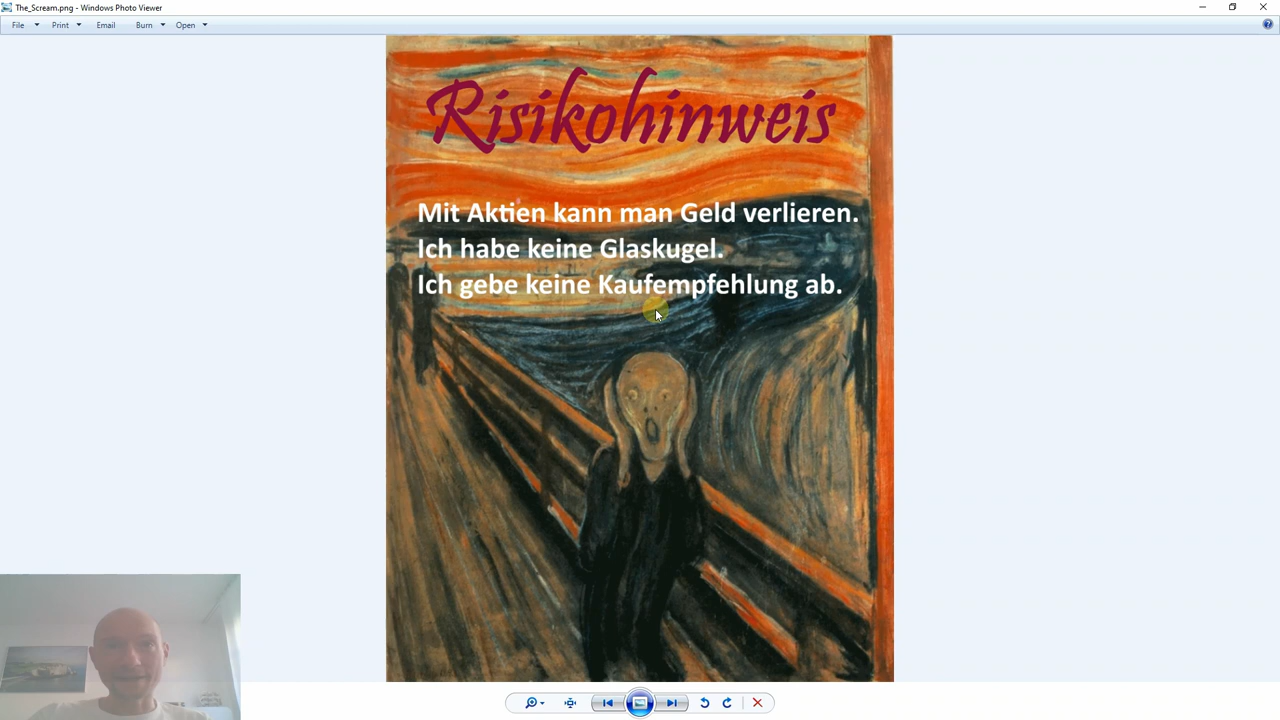 The_Scream.png - Windows Photo Viewer
File Print Email Burn Open
Risikohinweis
Mit Aktien kann man Geld verlieren.
Ich habe keine Glaskugel.
Ich gebe keine Kaufempfehlung ab.